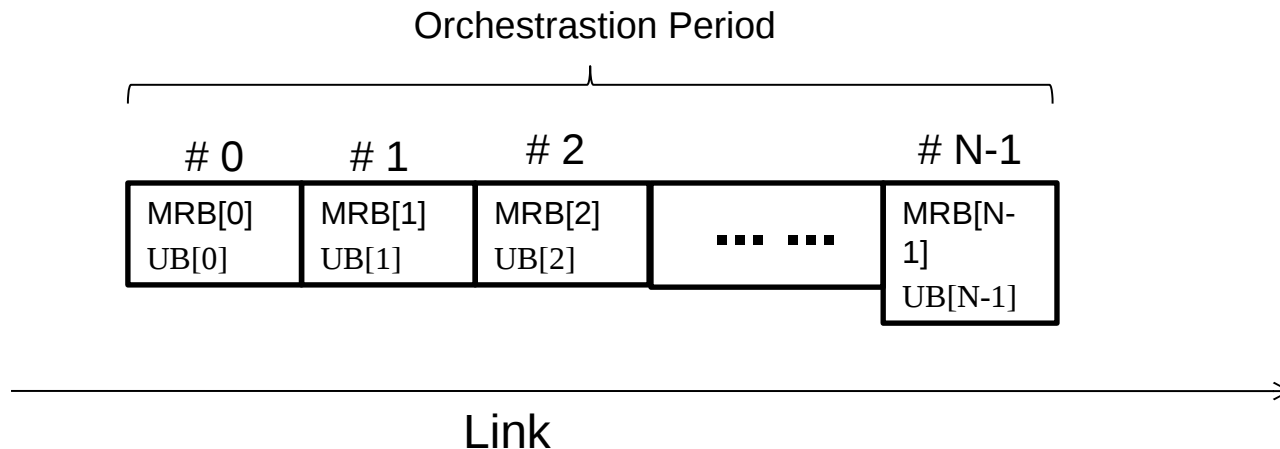 Orchestrastion Period
# 0
# 1
# 2
# N-1
MRB[0]
UB[0]
MRB[1]
UB[1]
MRB[2]
UB[2]
... ...
MRB[N-
1]
UB[N-1]
Link